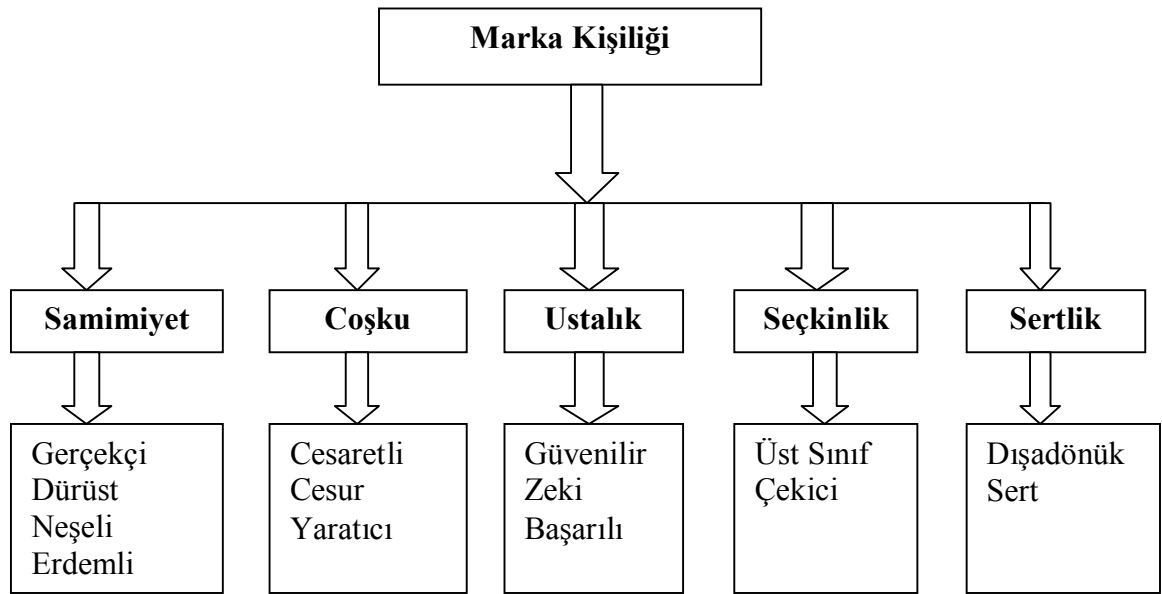 Marka Kişiliği
Samimiyet
Coşku
Ustalık
Seçkinlik
Sertlik
Gerçekçi
Dürüst
Neşeli
Erdemli
Cesaretli
Cesur
Yaratıcı
Güvenilir
Zeki
Başarılı
Üst Sınıf
Çekici
Dışadönük
Sert